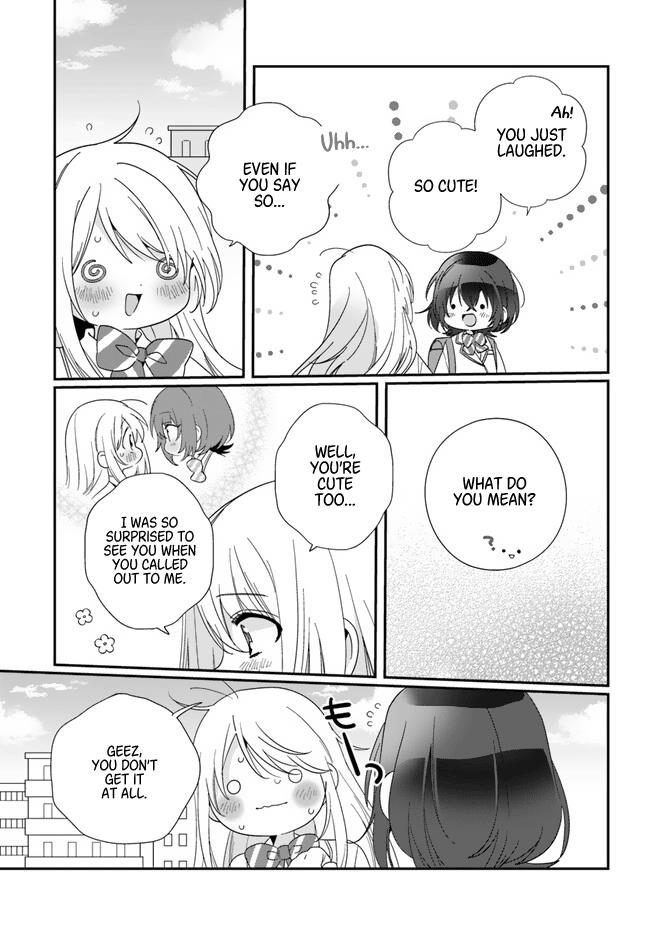 Ah!
YOU JUST
LAUGHED.
SO CUTE!
Uhh...
EVEN IF
YOU SAY
SO...
WHAT DO
YOU MEAN?
?
WELL,
YOU'RE
CUTE
TOO...
I WAS SO
SURPRISED TO
SEE YOU WHEN
YOU CALLED
OUT TO ME.
もーっ
GEEZ,
YOU DON'T
GET IT
AT ALL.